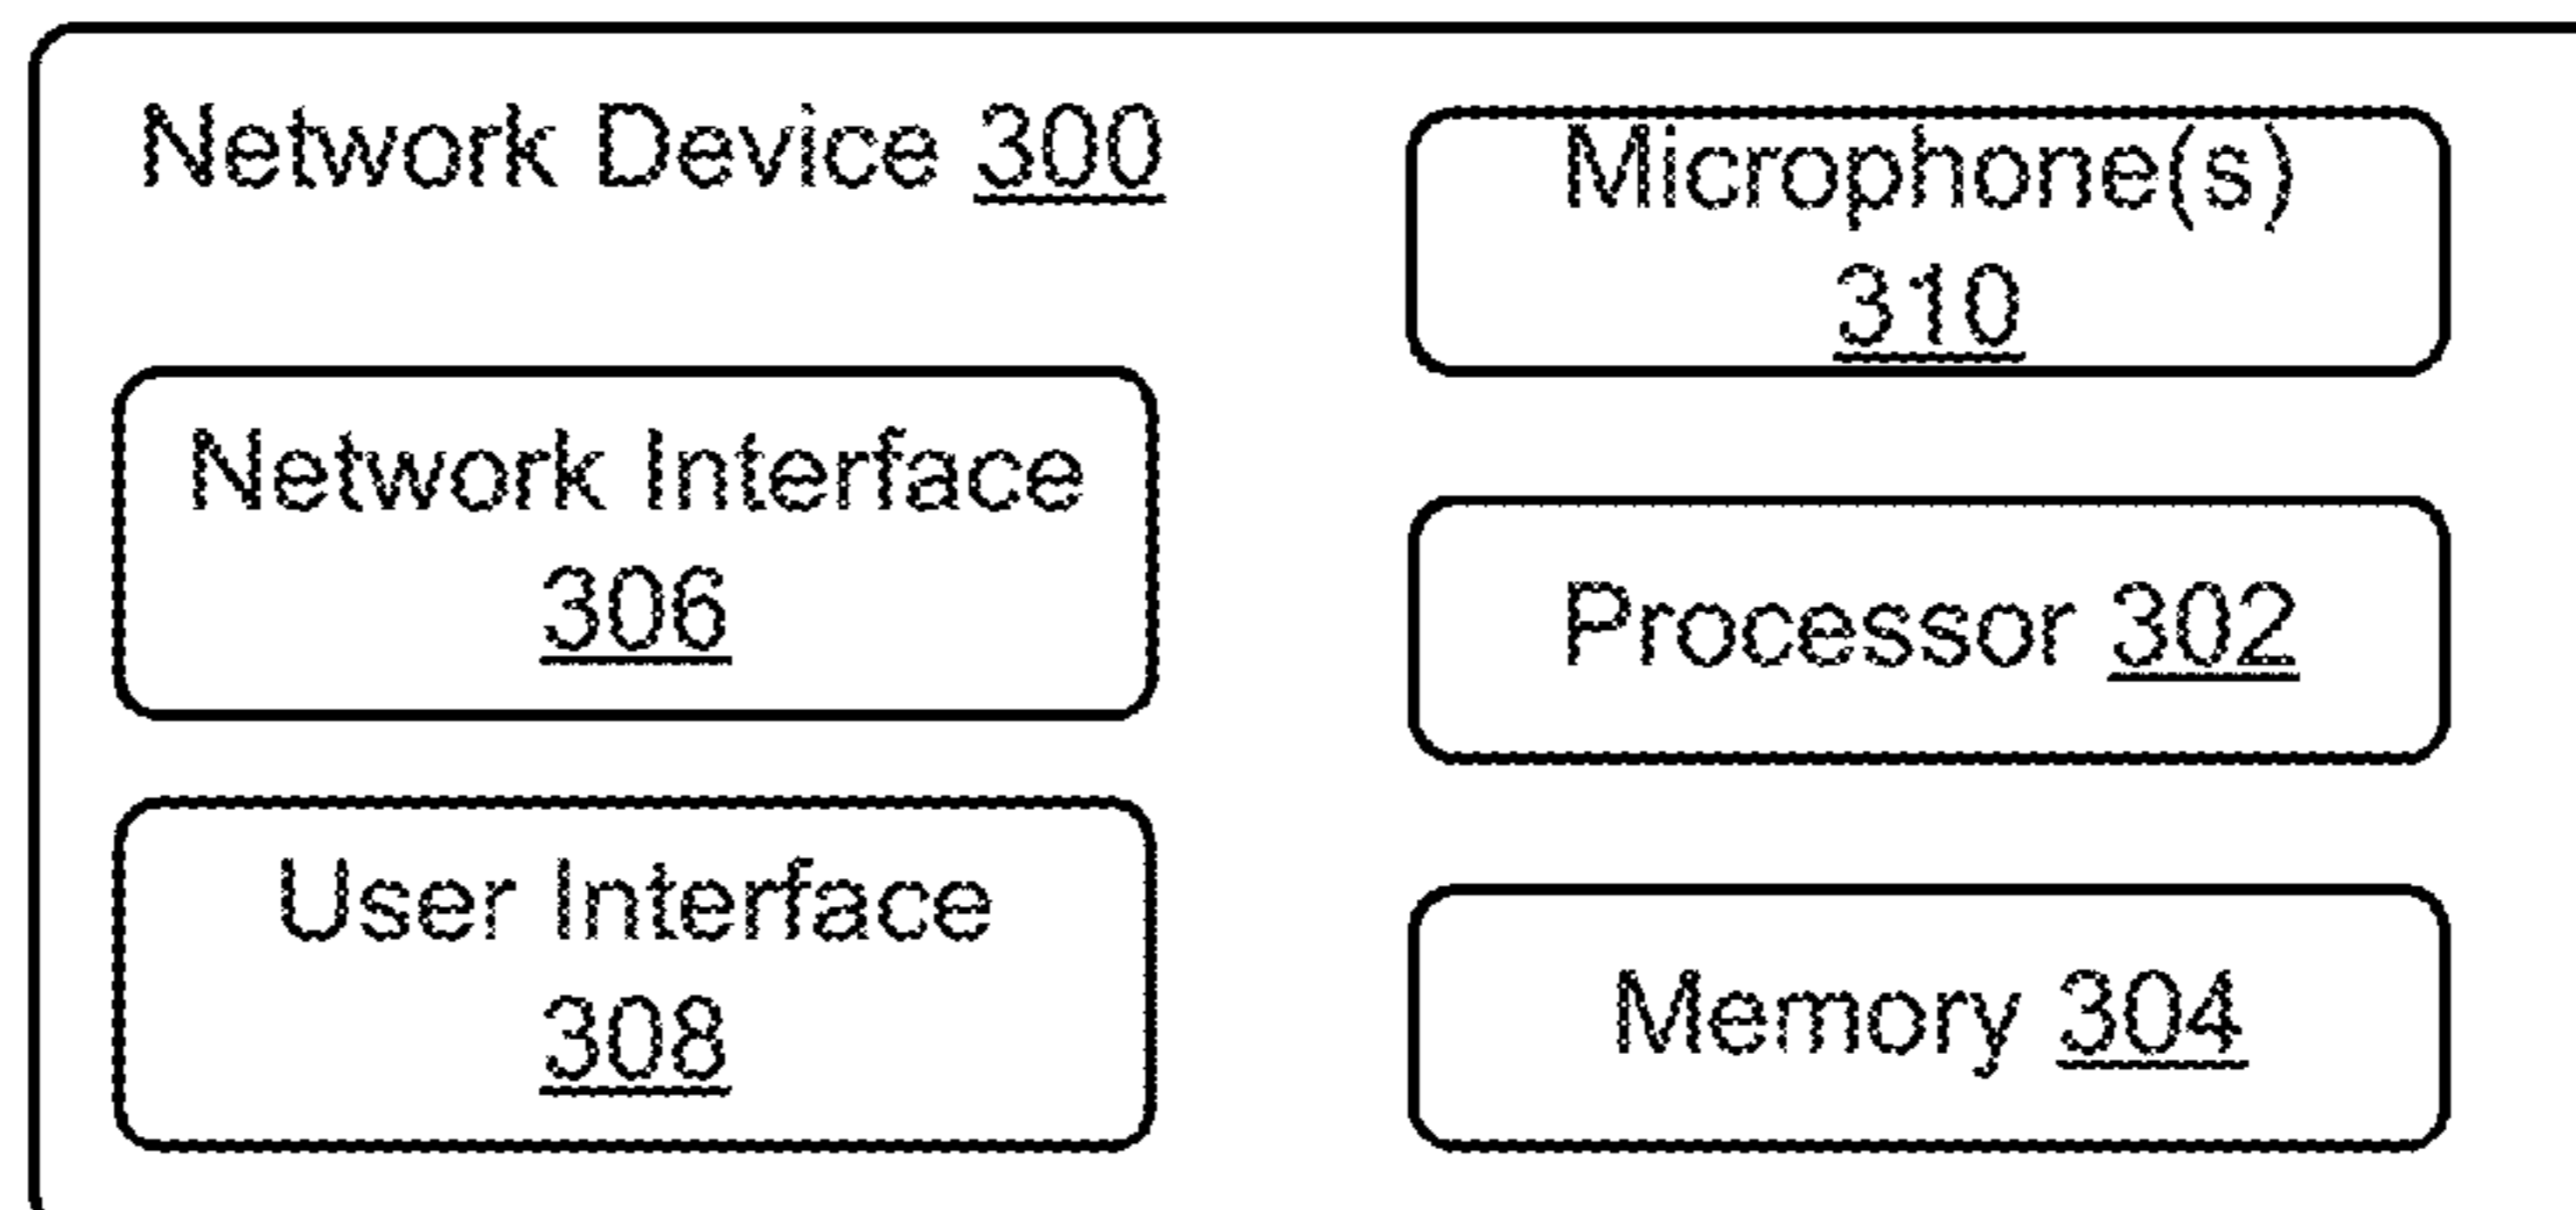 Network Device 300
Network Interface
306
User Interface
308
Microphone(s)
310
Processor 302
Memory 304